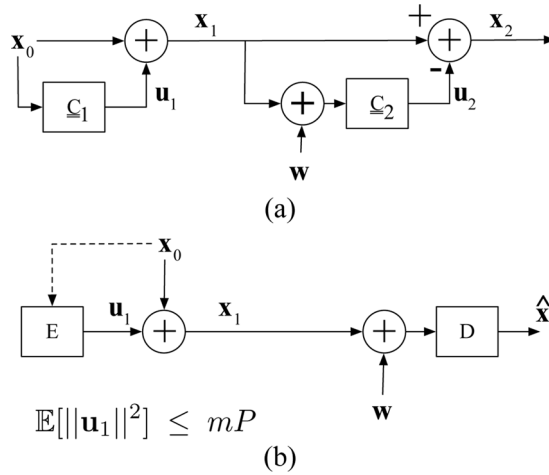 x₀ + x₁ + - x₂
C₁ u₁ + C₂ u₂
w
(a)
x₀
E u₁ + x₁ + D x̂
w
𝔼[||u₁||²] ≤ mP
(b)